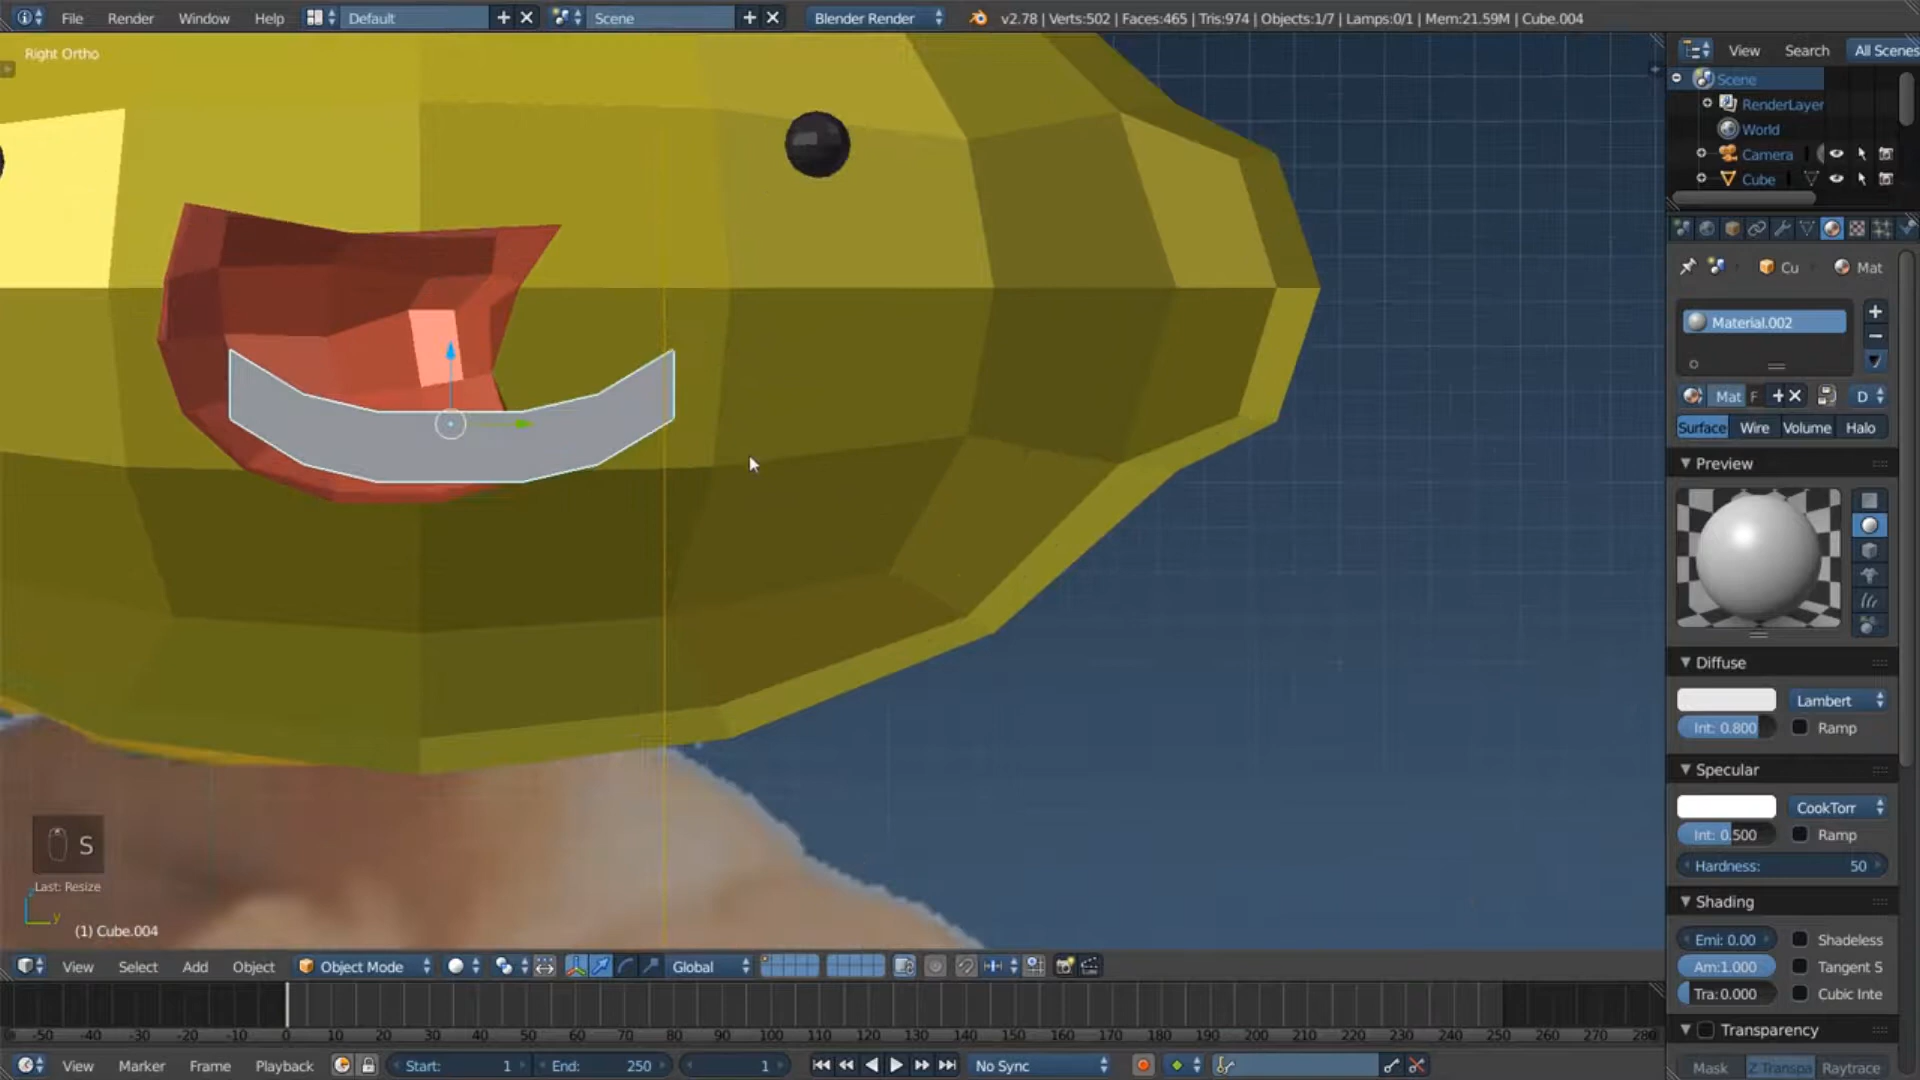 File Render Window Help Default Scene Blender Render v2.78 | Verts:502 | Faces:465 | Tris:974 | Objects:1/7 | Lamps:0/1 | Mem:21.59M | Cube.004
Right Ortho
View Search All Scenes
Scene
RenderLayer
World
Camera
Cube
Cu Mat
Material.002
Mat F D
Surface Wire Volume Halo
Preview
Diffuse
Lambert
Int: 0.800 Ramp
Specular
CookTorr
Int: 0.500 Ramp
Hardness: 50
Shading
Emi: 0.00 Shadeless
Am:1.000 Tangent S
Tra:0.000 Cubic Inte
Transparency
Mask Z Transpa Raytrace
S
Last: Resize
y
(1) Cube.004
View Select Add Object Object Mode Global
-50 -40 -30 -20 -10 0 10 20 30 40 50 60 70 80 90 100 110 120 130 140 150 160 170 180 190 200 210 220 230 240 250 260 270 280
View Marker Frame Playback Start: 1 End: 250 1 No Sync